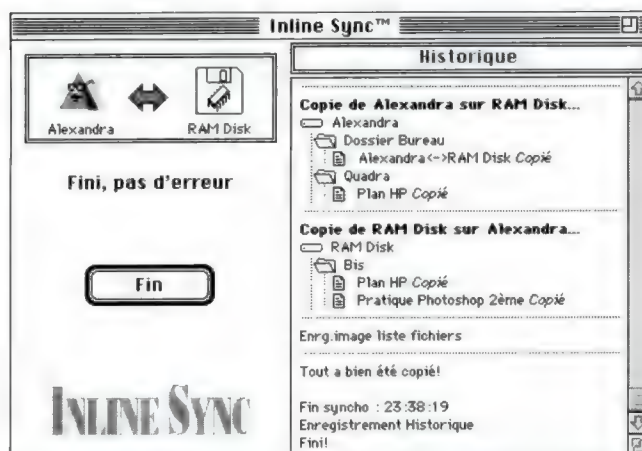 Inline Sync™
Alexandra
RAM Disk
Fini, pas d'erreur
Fin
INLINE SYNC
Historique
Copie de Alexandra sur RAM Disk...
Alexandra
Dossier Bureau
Alexandra<->RAM Disk Copié
Quadra
Plan HP Copié
Copie de RAM Disk sur Alexandra...
RAM Disk
Bis
Plan HP Copié
Pratique Photoshop 2ème Copié
Enrg.image liste fichiers
Tout a bien été copié!
Fin syncho : 23:38:19
Enregistrement Historique
Fini!